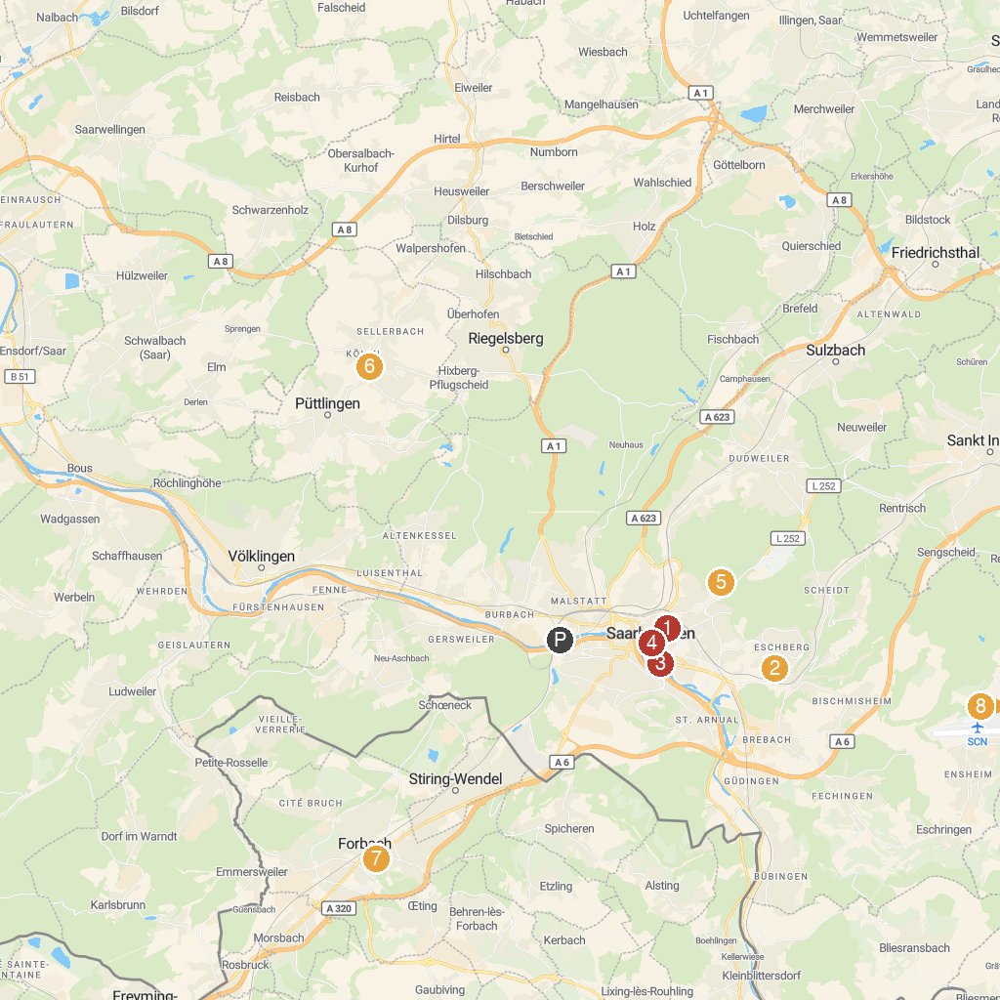 Nalbach
Bilsdorf
Falscheid
Habach
Uchtelfangen
Illingen, Saar
Wemmetsweiler
Wiesbach
Eiweiler
A 1
Reisbach
Mangelhausen
Merchweiler
Saarwellingen
Hirtel
Obersalbach-
Kurhof
Numborn
Göttelborn
Erkershöhe
Wahlschied
Berschweiler
Heusweiler
A 8
Schwarzenholz
Dilsburg
Holz
Bildstock
FRAULAUTERN
A 8
Bietschied
Walpershofen
Quierschied
Friedrichsthal
A 8
A 1
Hilschbach
Hülzweiler
Brefeld
ALTENWALD
Überhofen
Sprengen
SELLERBACH
Riegelsberg
Fischbach
Schwalbach
(Saar)
Ensdorf/Saar
Sulzbach
Schüren
6
Elm
B 51
Hixberg-
Pflugscheid
Camphausen
Derlen
Püttlingen
A 623
Neuweiler
A 1
Neuhaus
DUDWEILER
Bous
Röchlinghöhe
L 252
Rentrisch
Wadgassen
A 623
ALTENKESSEL
L 252
Schaffhausen
Völklingen
Sengscheid
LUISENTHAL
5
SCHEIDT
Werbeln
WEHRDEN
FENNE
MALSTATT
FÜRSTENHAUSEN
BURBACH
1
P
4
GERSWEILER
GEISLAUTERN
ESCHBERG
Neu-Aschbach
3
2
Ludweiler
Schœneck
BISCHMISHEIM
8
VIEILLE-
VERRERIE
ST. ARNUAL
BREBACH
A 6
SCN
Petite-Rosselle
A 6
ENSHEIM
Stiring-Wendel
GÜDINGEN
CITÉ BRUCH
FECHINGEN
Dorf im Warndt
Spicheren
Eschringen
Forbach
7
Emmersweiler
BÜBINGEN
Etzling
Alsting
Karlsbrunn
Guensbach
A 320
Œting
Behren-lès-
Forbach
Morsbach
Kerbach
Boehlingen
Bliesransbach
Kellerwiese
Rosbruck
Kleinblittersdorf
Gaubiving
Lixing-lès-Rouhling
Freyming-